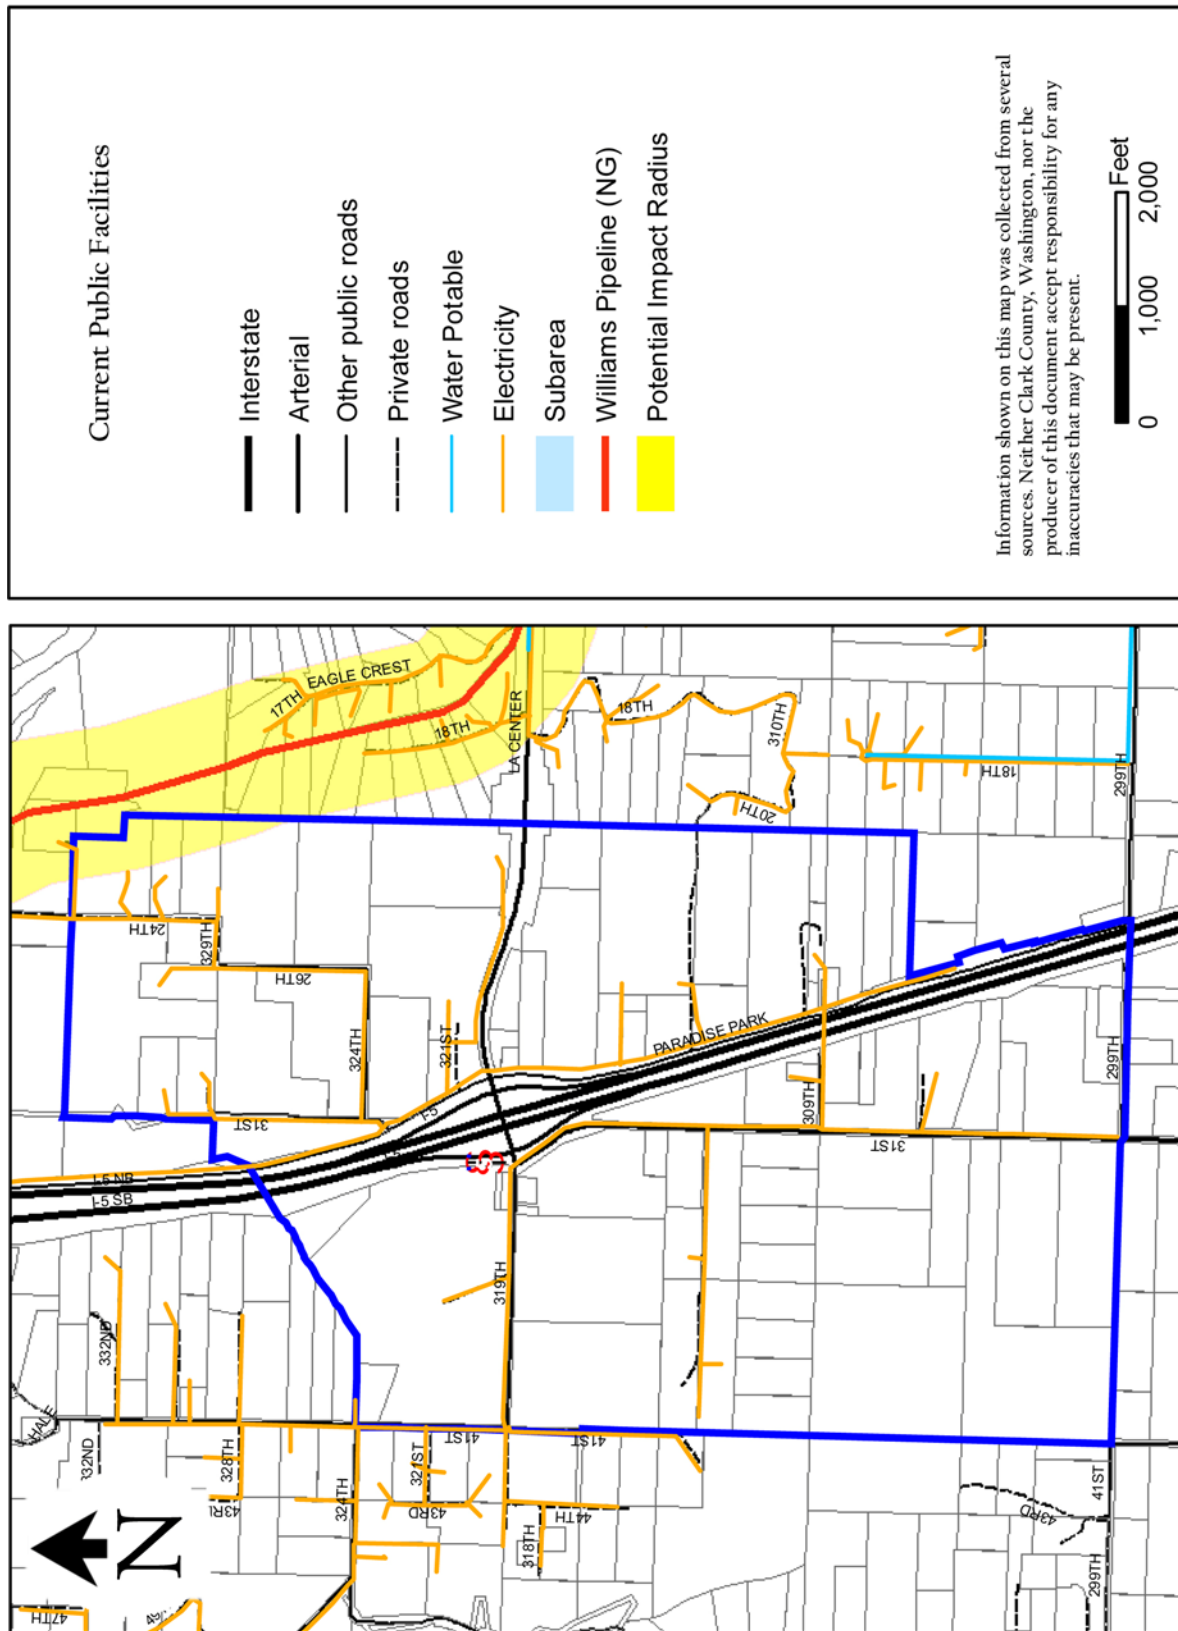 Current Public Facilities
Interstate
Arterial
Other public roads
Private roads
Water Potable
Electricity
Subarea
Williams Pipeline (NG)
Potential Impact Radius
Information shown on this map was collected from several
sources. Neither Clark County, Washington, nor the
producer of this document accept responsibility for any
inaccuracies that may be present.
0 1,000 2,000
Feet
EAGLE CREST
17TH
18TH
LA CENTER
18TH
310TH
20TH
18TH
299TH
24TH
329TH
26TH
324TH
321ST
31ST
I-5
PARADISE PARK
309TH
299TH
31ST
I-5 NB
I-5 SB
319TH
332ND
HALE
332ND
328TH
324TH
321ST
41ST
41ST
43RD
44TH
318TH
43RD
41ST
299TH
47TH
N